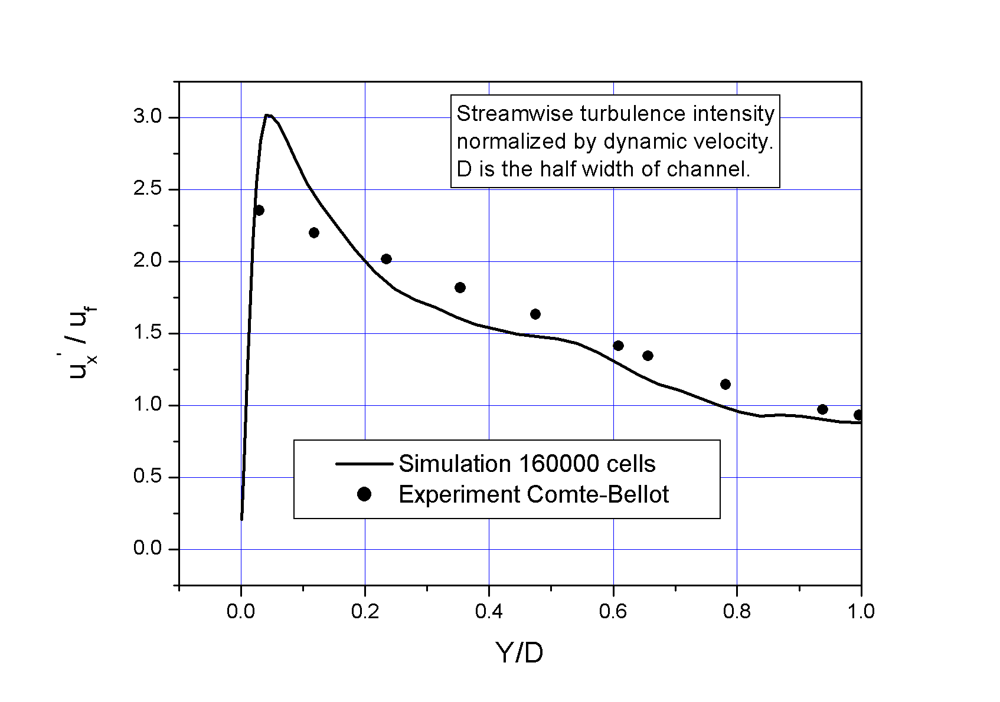 Streamwise turbulence intensity
normalized by dynamic velocity.
D is the half width of channel.
3.0
2.5
2.0
1.5
1.0
0.5
0.0
ux' / uf
Simulation 160000 cells
Experiment Comte-Bellot
0.0 0.2 0.4 0.6 0.8 1.0
Y/D